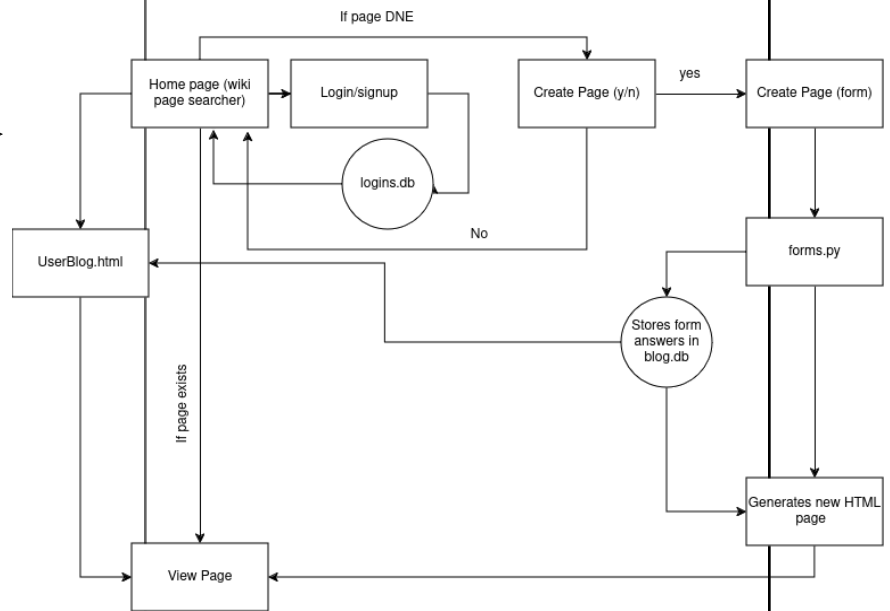 If page DNE
Home page (wiki
page searcher)
Login/signup
Create Page (y/n)
yes
Create Page (form)
logins.db
No
UserBlog.html
forms.py
Stores form
answers in
blog.db
If page exists
Generates new HTML
page
View Page